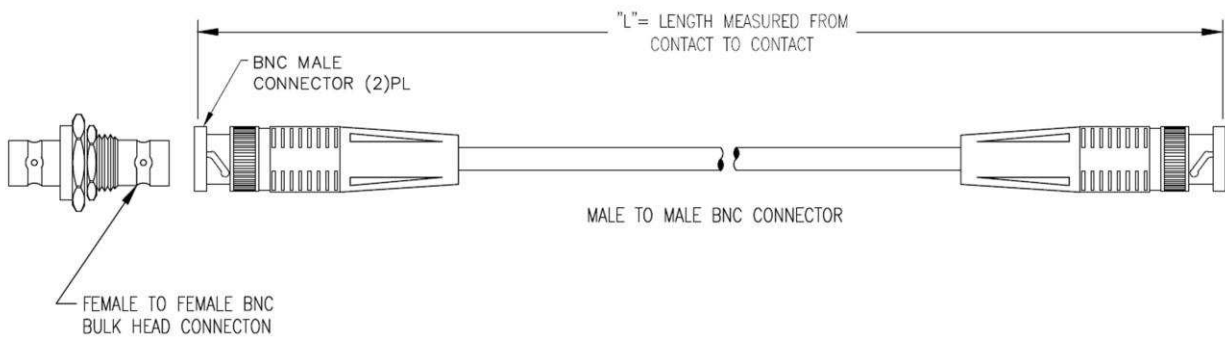 "L"= LENGTH MEASURED FROM
CONTACT TO CONTACT
BNC MALE
CONNECTOR (2)PL
MALE TO MALE BNC CONNECTOR
FEMALE TO FEMALE BNC
BULK HEAD CONNECTON